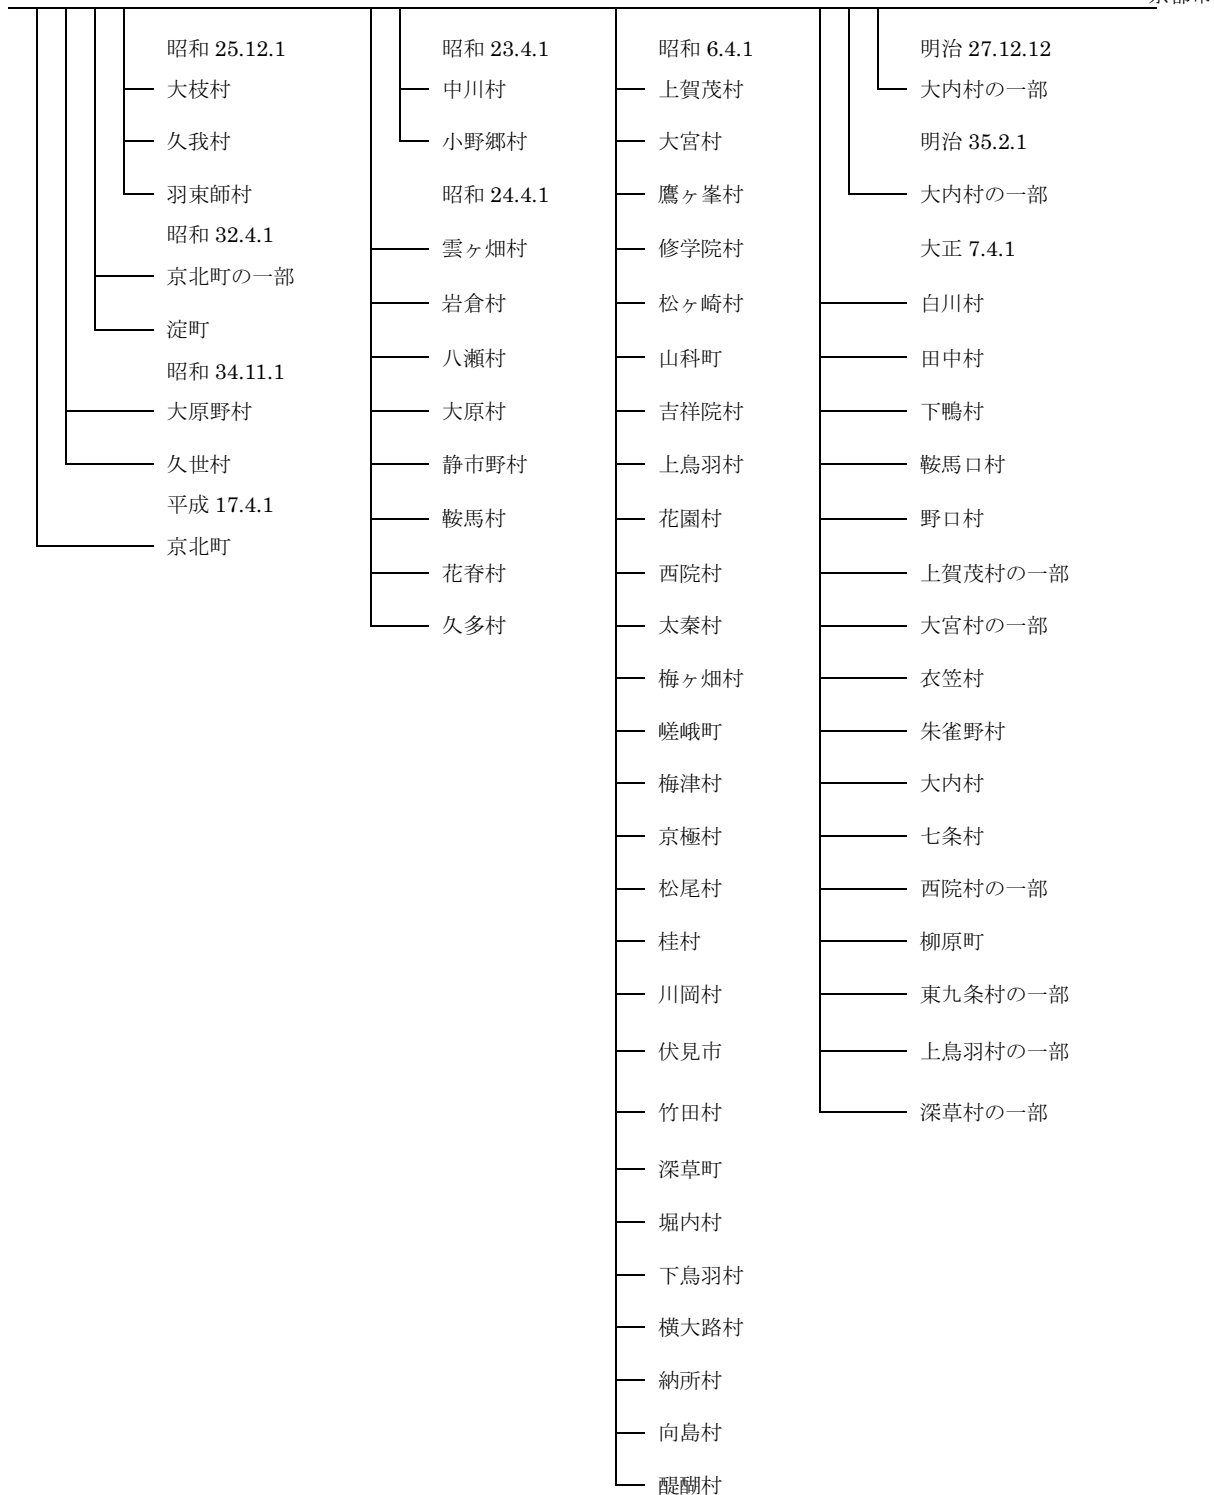 京都市
昭和 25.12.1
大枝村
久我村
羽束師村
昭和 32.4.1
京北町の一部
淀町
昭和 34.11.1
大原野村
久世村
平成 17.4.1
京北町
昭和 23.4.1
中川村
小野郷村
昭和 24.4.1
雲ヶ畑村
岩倉村
八瀬村
大原村
静市野村
鞍馬村
花脊村
久多村
昭和 6.4.1
上賀茂村
大宮村
鷹ヶ峯村
修学院村
松ヶ崎村
山科町
吉祥院村
上鳥羽村
花園村
西院村
太秦村
梅ヶ畑村
嵯峨町
梅津村
京極村
松尾村
桂村
川岡村
伏見市
竹田村
深草町
堀内村
下鳥羽村
横大路村
納所村
向島村
醍醐村
明治 27.12.12
大内村の一部
明治 35.2.1
大内村の一部
大正 7.4.1
白川村
田中村
下鴨村
鞍馬口村
野口村
上賀茂村の一部
大宮村の一部
衣笠村
朱雀野村
大内村
七条村
西院村の一部
柳原町
東九条村の一部
上鳥羽村の一部
深草村の一部